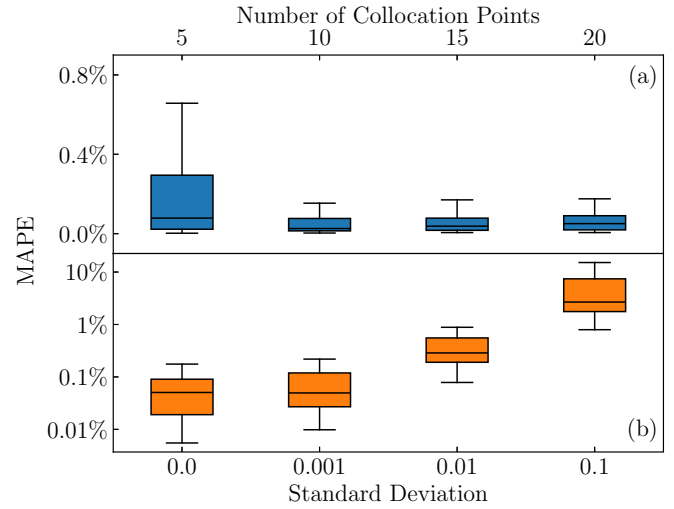 Number of Collocation Points
5 10 15 20
0.8%
(a)
0.4%
0.0%
MAPE
10%
1%
0.1%
0.01%
(b)
0.0 0.001 0.01 0.1
Standard Deviation